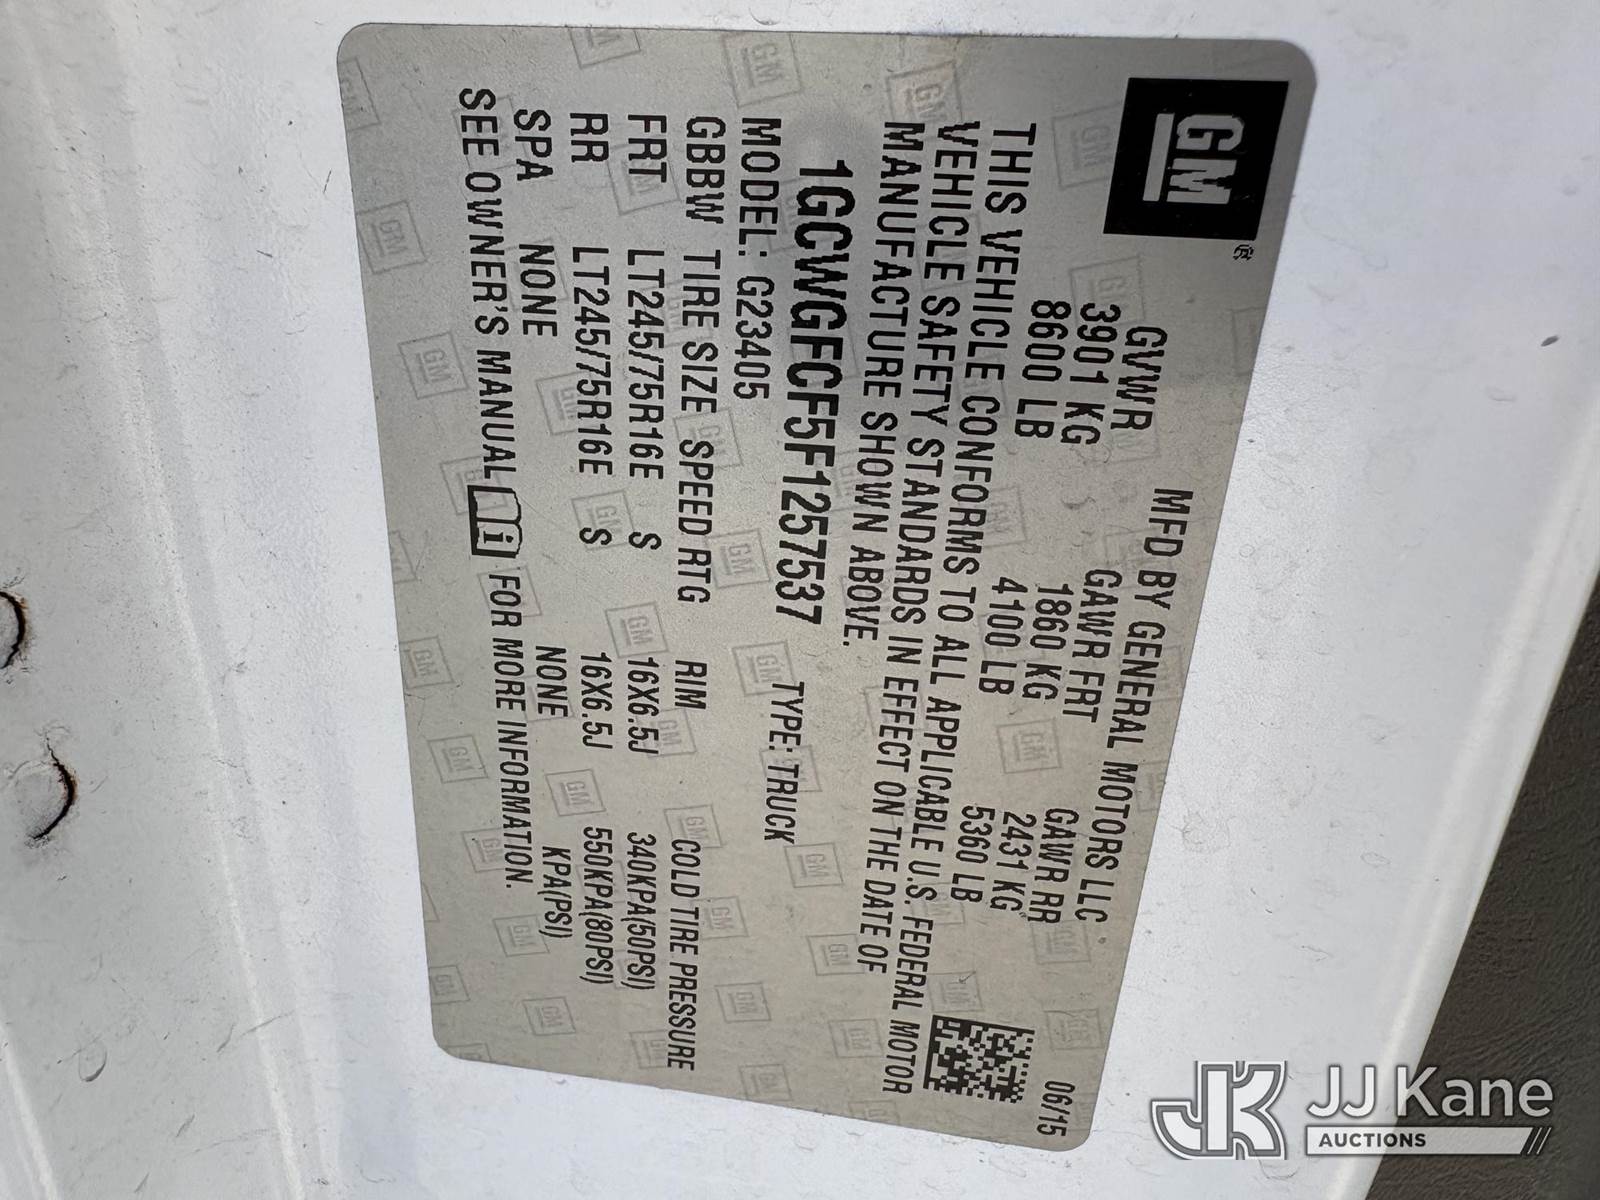 GM
®
MFD BY GENERAL MOTORS LLC
06/15
GVWR GAWR FRT GAWR RR
3901 KG 1860 KG 2431 KG
8600 LB 4100 LB 5360 LB
THIS VEHICLE CONFORMS TO ALL APPLICABLE U.S. FEDERAL MOTOR
VEHICLE SAFETY STANDARDS IN EFFECT ON THE DATE OF
MANUFACTURE SHOWN ABOVE.
1GCWGFCF5F1257537 TYPE: TRUCK
MODEL: G23405
GBBW TIRE SIZE SPEED RTG RIM COLD TIRE PRESSURE
FRT LT245/75R16E S 16X6.5J 340KPA(50PSI)
RR LT245/75R16E S 16X6.5J 550KPA(80PSI)
SPA NONE NONE KPA(PSI)
SEE OWNER'S MANUAL i FOR MORE INFORMATION.
JK JJ Kane
AUCTIONS